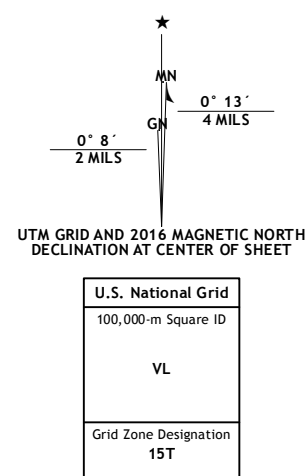 ★
MN
0° 13´
4 MILS
GN
0° 8´
2 MILS
UTM GRID AND 2016 MAGNETIC NORTH
DECLINATION AT CENTER OF SHEET
U.S. National Grid
100,000-m Square ID
VL
Grid Zone Designation
15T